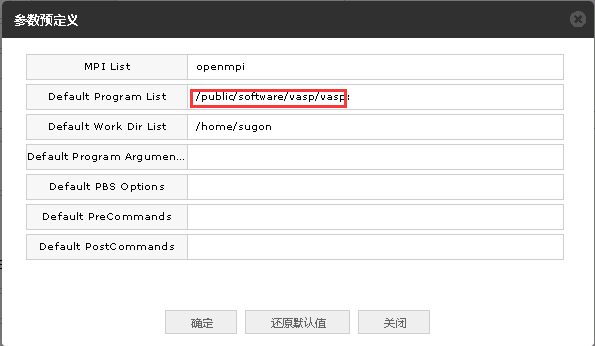 参数预定义
MPI List openmpi
Default Program List /public/software/vasp/vasp:
Default Work Dir List /home/sugon
Default Program Argumen...
Default PBS Options
Default PreCommands
Default PostCommands
确定 还原默认值 关闭